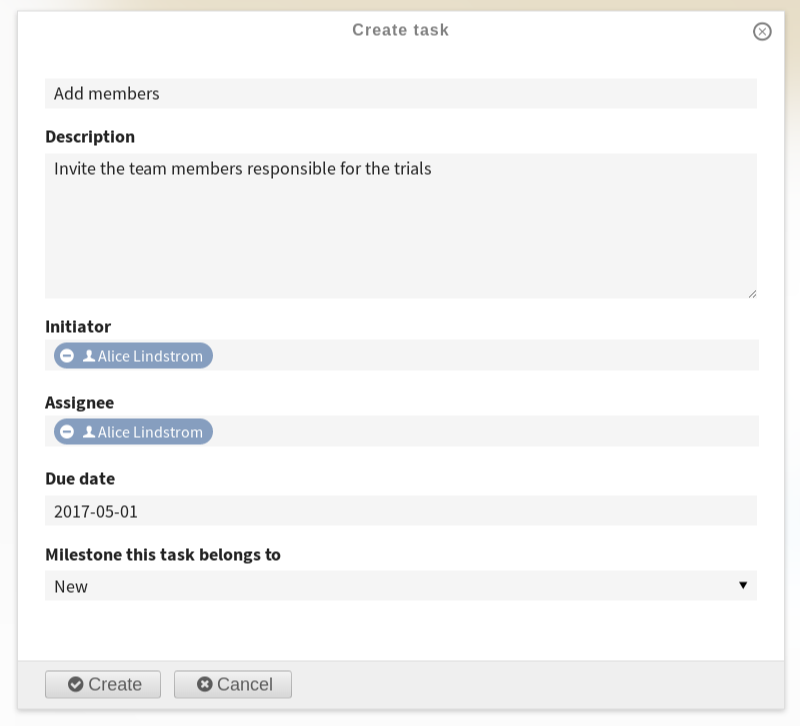 Create task
Add members
Description
Invite the team members responsible for the trials
Initiator
Alice Lindstrom
Assignee
Alice Lindstrom
Due date
2017-05-01
Milestone this task belongs to
New
Create Cancel